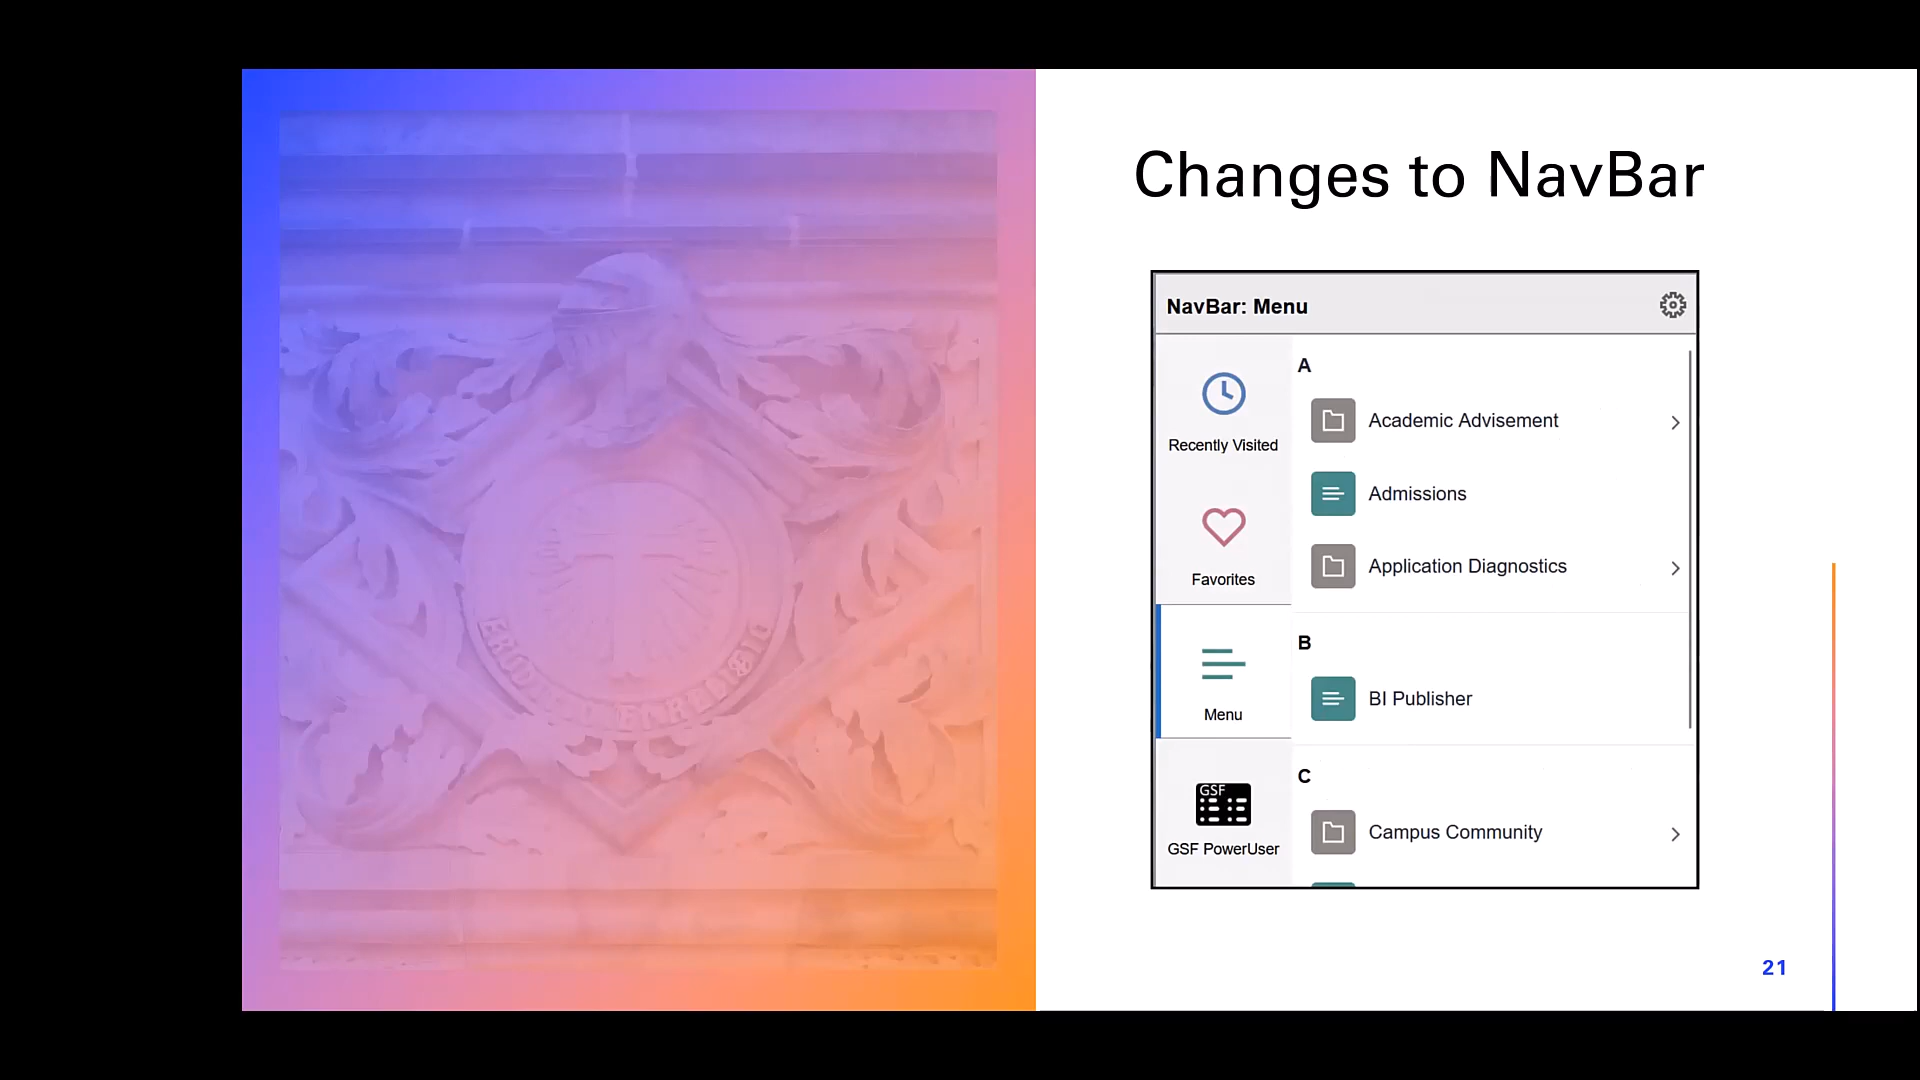 Changes to NavBar
NavBar: Menu
Recently Visited
Favorites
Menu
GSF
GSF PowerUser
A
Academic Advisement
Admissions
Application Diagnostics
B
BI Publisher
C
Campus Community
21